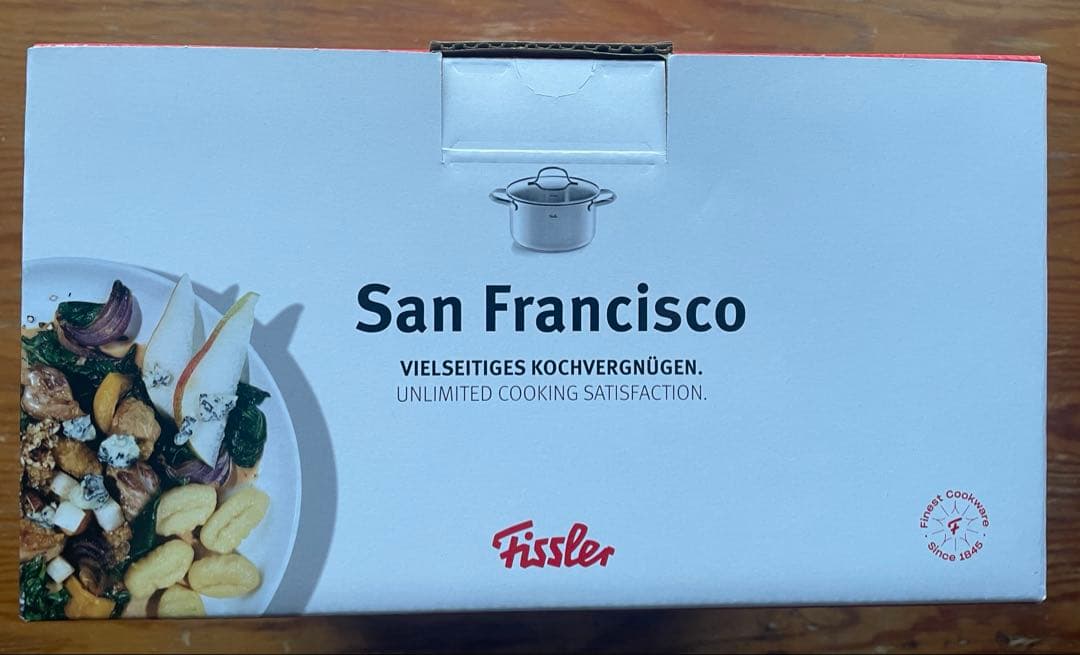 San Francisco
VIELSEITIGES KOCHVERGNÜGEN.
UNLIMITED COOKING SATISFACTION.
Fissler
Finest Cookware
· Since 1845 ·